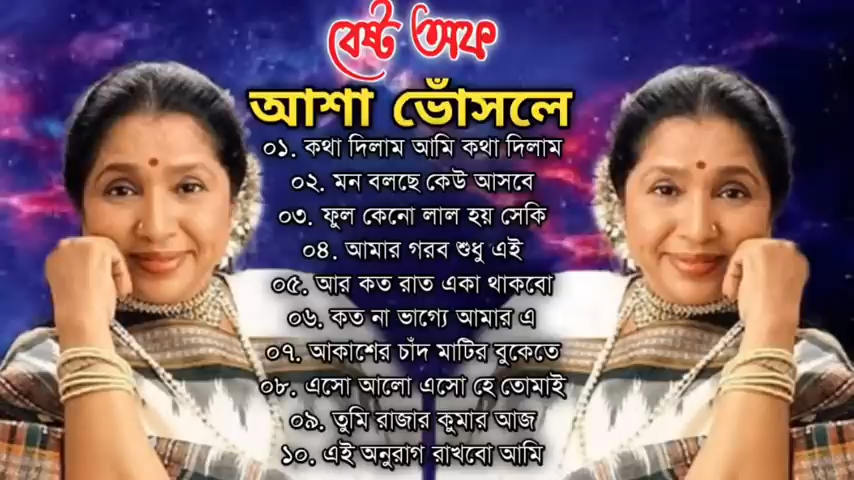 বেষ্ট অফ
আশা ভোঁসলে
০১. কথা দিলাম আমি কথা দিলাম
০২. মন বলছে কেউ আসবে
০৩. ফুল কেনো লাল হয় সেকি
০৪. আমার গরব শুধু এই
০৫. আর কত রাত একা থাকবো
০৬. কত না ভাগ্যে আমার এ
০৭. আকাশের চাঁদ মাটির বুকেতে
০৮. এসো আলো এসো হে তোমাই
০৯. তুমি রাজার কুমার আজ
১০. এই অনুরাগ রাখবো আমি